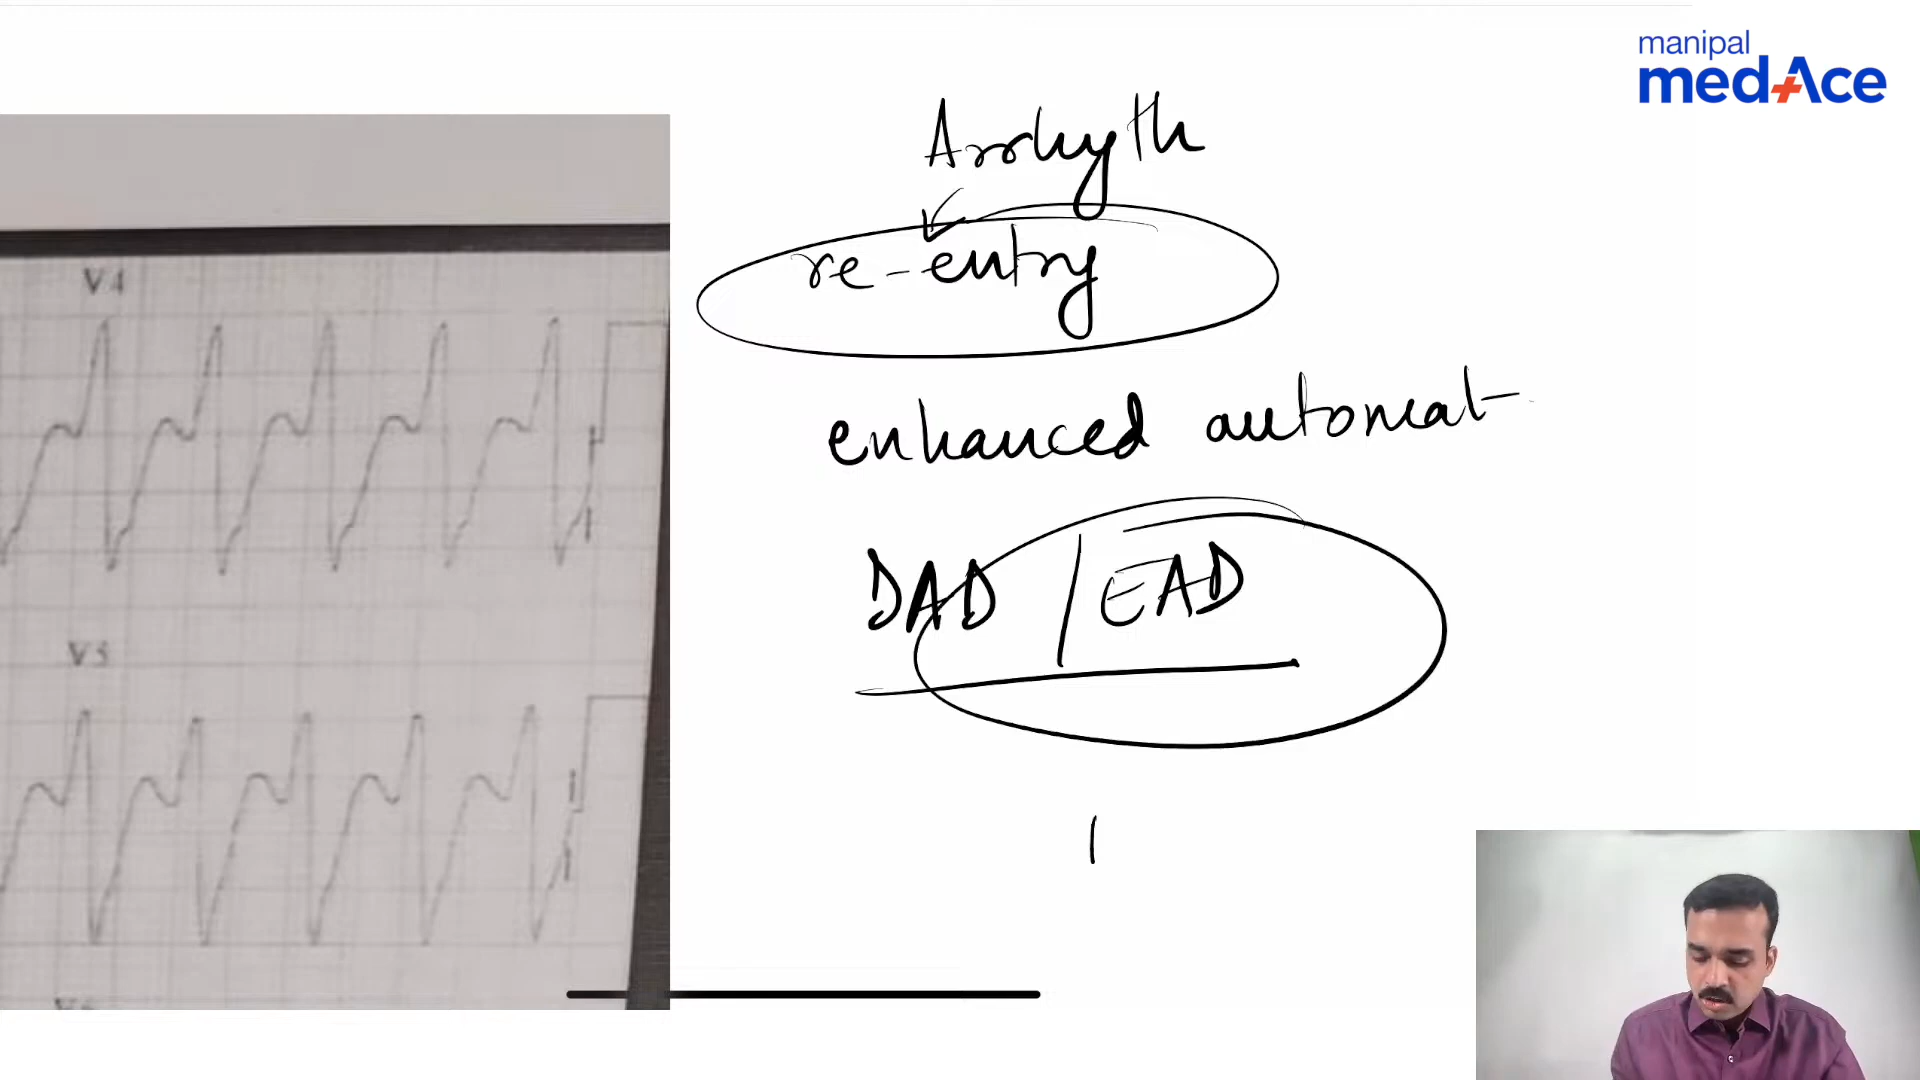 manipal
medAce
Arrhyth
re-entry
enhanced automat
DAD / EAD
V4
V5